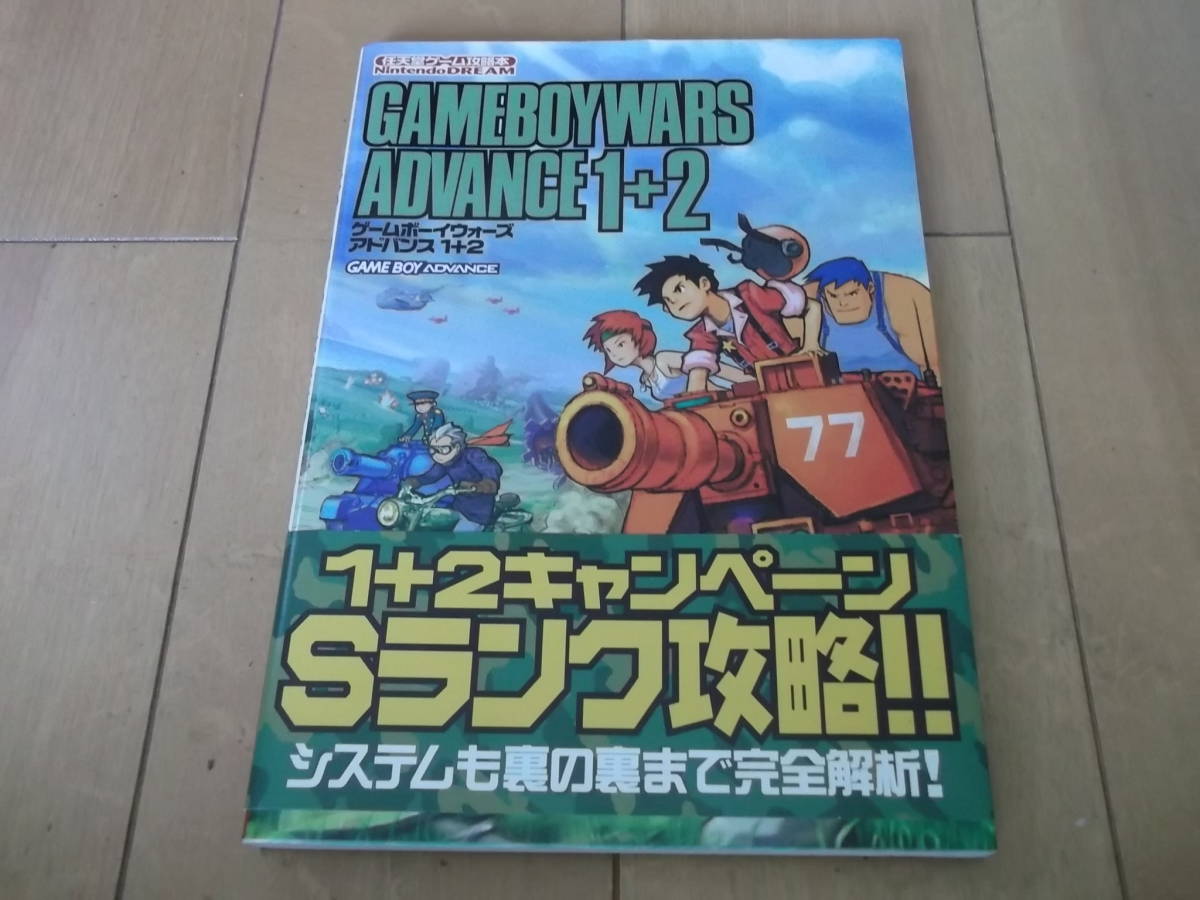 任天堂ゲーム攻略本
Nintendo DREAM
GAMEBOYWARS
ADVANCE 1+2
ゲームボーイウォーズ
アドバンス 1+2
GAME BOY ADVANCE
77
1+2キャンペーン
Sランク攻略!!
システムも裏の裏まで完全解析!